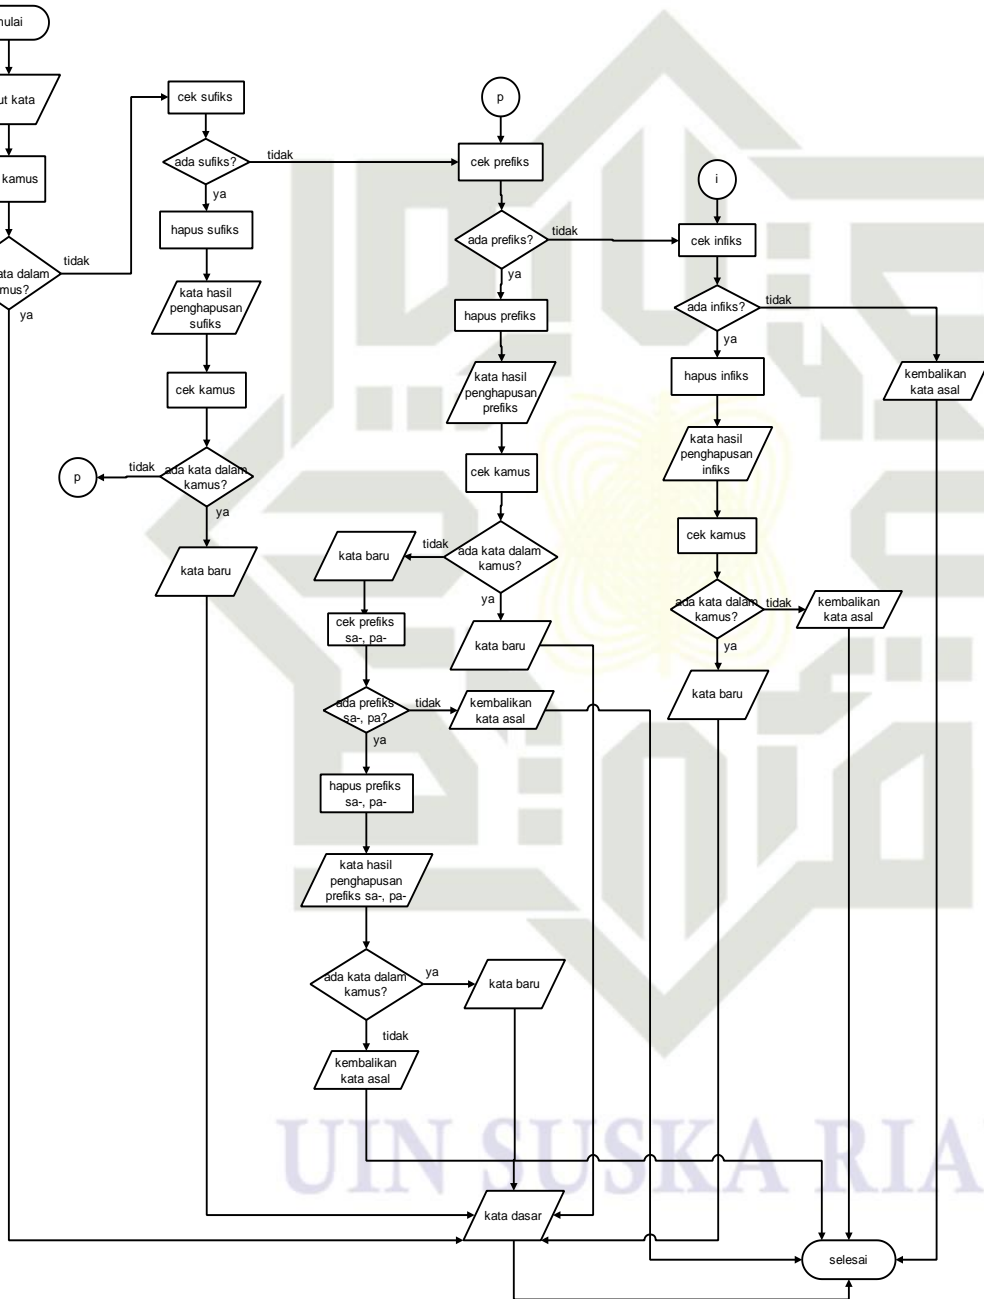 ulai
ut kata
kamus
ata dalam
mus?
tidak
ya
cek sufiks
ada sufiks?
tidak
ya
hapus sufiks
kata hasil
penghapusan
sufiks
cek kamus
ada kata dalam
kamus?
tidak
p
ya
kata baru
p
cek prefiks
ada prefiks?
tidak
ya
hapus prefiks
kata hasil
penghapusan
prefiks
cek kamus
ada kata dalam
kamus?
tidak
ya
kata baru
kata baru
cek prefiks
sa-, pa-
ada prefiks
sa-, pa?
tidak
kembalikan
kata asal
ya
hapus prefiks
sa-, pa-
kata hasil
penghapusan
prefiks sa-, pa-
ada kata dalam
kamus?
ya
kata baru
tidak
kembalikan
kata asal
i
cek infiks
ada infiks?
tidak
kembalikan
kata asal
ya
hapus infiks
kata hasil
penghapusan
infiks
cek kamus
ada kata dalam
kamus?
tidak
kembalikan
kata asal
ya
kata baru
kata dasar
selesai
UIN SUSKA RIA